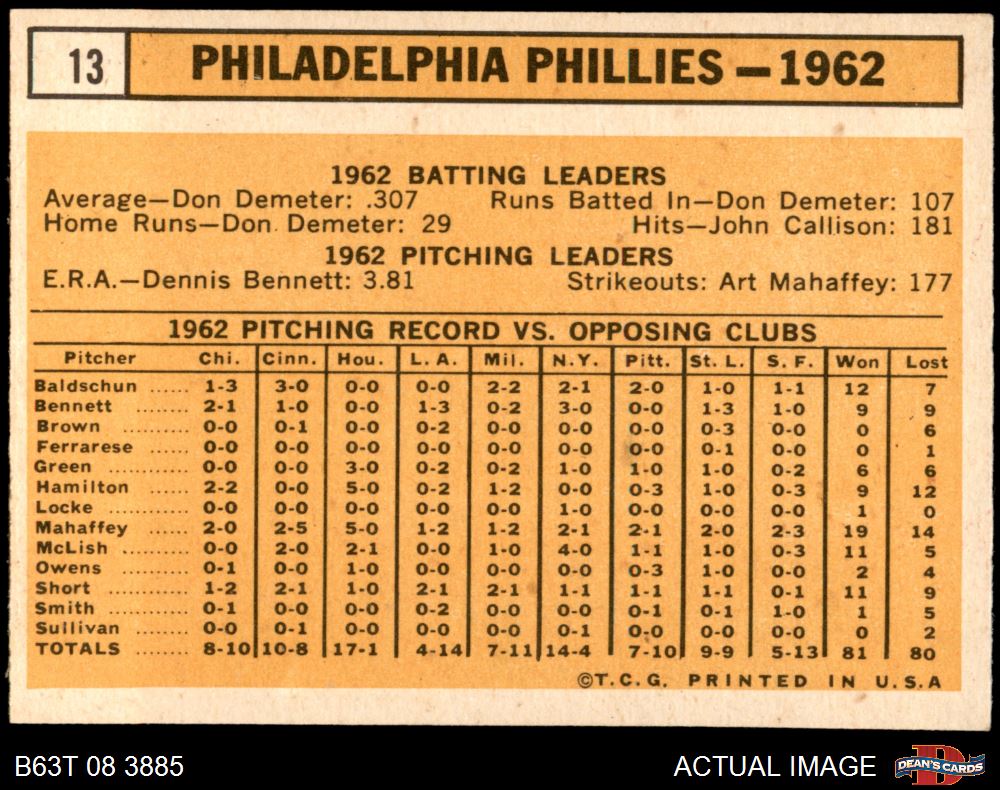 13 PHILADELPHIA PHILLIES — 1962
1962 BATTING LEADERS
Average—Don Demeter: .307 Runs Batted In—Don Demeter: 107
Home Runs—Don Demeter: 29 Hits—John Callison: 181
1962 PITCHING LEADERS
E.R.A.—Dennis Bennett: 3.81 Strikeouts: Art Mahaffey: 177
1962 PITCHING RECORD VS. OPPOSING CLUBS
Pitcher Chi. Cinn. Hou. L. A. Mil. N.Y. Pitt. St. L. S. F. Won Lost
Baldschun ...... 1-3 3-0 0-0 0-0 2-2 2-1 2-0 1-0 1-1 12 7
Bennett ........ 2-1 1-0 0-0 1-3 0-2 3-0 0-0 1-3 1-0 9 9
Brown .......... 0-0 0-1 0-0 0-2 0-0 0-0 0-0 0-3 0-0 0 6
Ferrarese ...... 0-0 0-0 0-0 0-0 0-0 0-0 0-0 0-1 0-0 0 1
Green ............ 0-0 0-0 3-0 0-2 0-2 1-0 1-0 1-0 0-2 6 6
Hamilton ...... 2-2 0-0 5-0 0-2 1-2 0-0 0-3 1-0 0-3 9 12
Locke ............ 0-0 0-0 0-0 0-0 0-0 1-0 0-0 0-0 0-0 1 0
Mahaffey ...... 2-0 2-5 5-0 1-2 1-2 2-1 2-1 2-0 2-3 19 14
McLish .......... 0-0 2-0 2-1 0-0 1-0 4-0 1-1 1-0 0-3 11 5
Owens .......... 0-1 0-0 1-0 0-0 0-0 0-0 0-3 1-0 0-0 2 4
Short ............ 1-2 2-1 1-0 2-1 2-1 1-1 1-1 1-1 0-1 11 9
Smith ............ 0-1 0-0 0-0 0-2 0-0 0-0 0-1 0-1 1-0 1 5
Sullivan ........ 0-0 0-1 0-0 0-0 0-0 0-1 0-0 0-0 0-0 0 2
TOTALS ........ 8-10 10-8 17-1 4-14 7-11 14-4 7-10 9-9 5-13 81 80
©T.C.G. PRINTED IN U.S.A
B63T 08 3885 ACTUAL IMAGE D DEAN'S CARDS